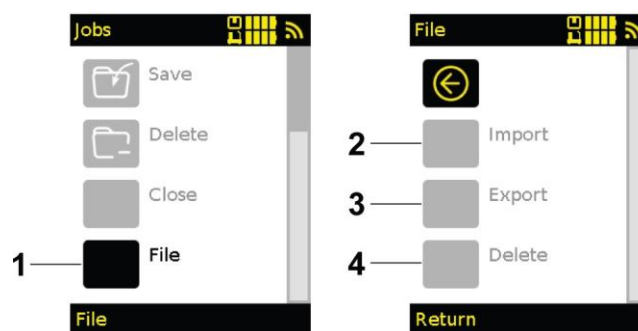 Jobs
Save
Delete
Close
1
File
File
File
2
Import
3
Export
4
Delete
Return